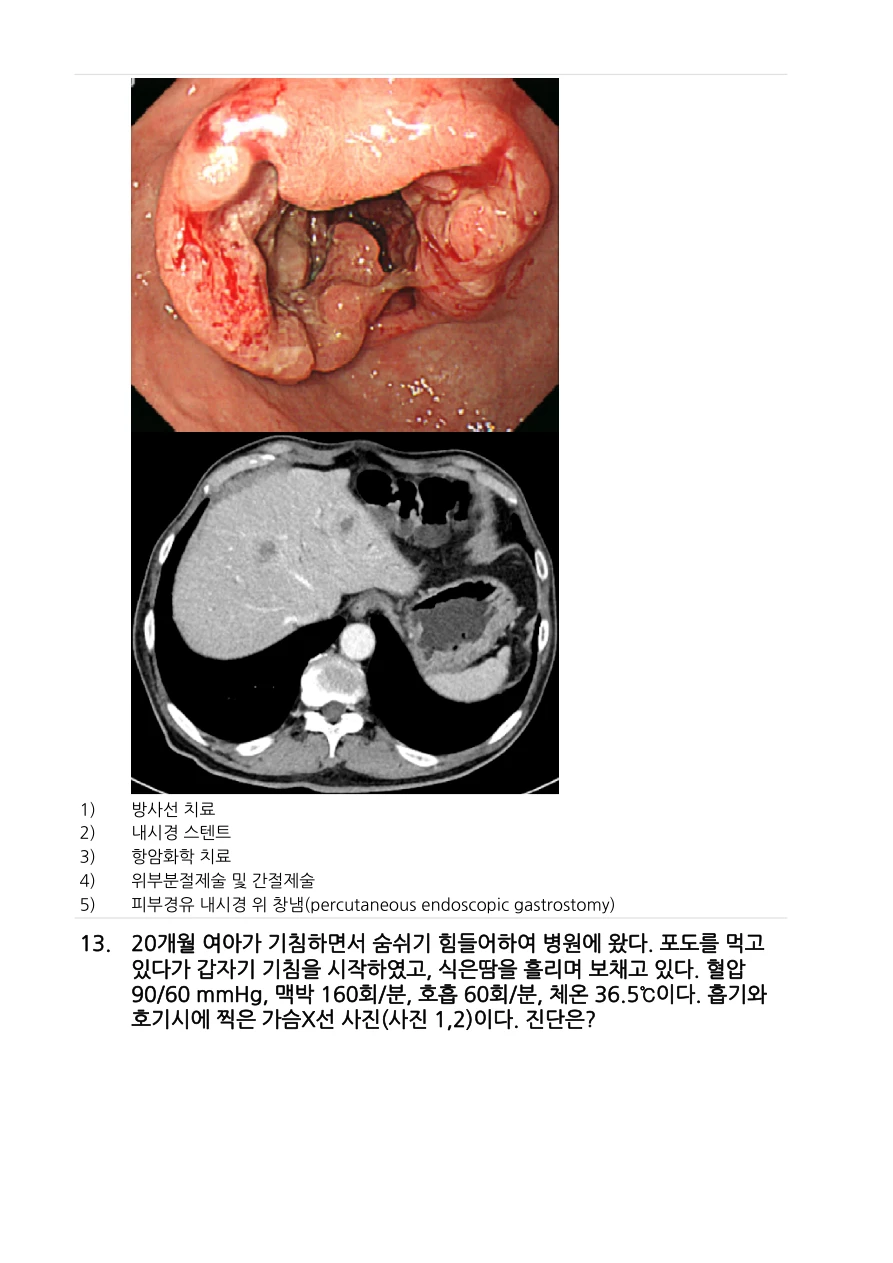 1) 방사선 치료
2) 내시경 스텐트
3) 항암화학 치료
4) 위부분절제술 및 간절제술
5) 피부경유 내시경 위 창냄(percutaneous endoscopic gastrostomy)
13. 20개월 여아가 기침하면서 숨쉬기 힘들어하여 병원에 왔다. 포도를 먹고
있다가 갑자기 기침을 시작하였고, 식은땀을 흘리며 보채고 있다. 혈압
90/60 mmHg, 맥박 160회/분, 호흡 60회/분, 체온 36.5℃이다. 흡기와
호기시에 찍은 가슴X선 사진(사진 1,2)이다. 진단은?